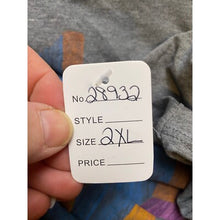 No. 28932
STYLE
SIZE 2XL
PRICE